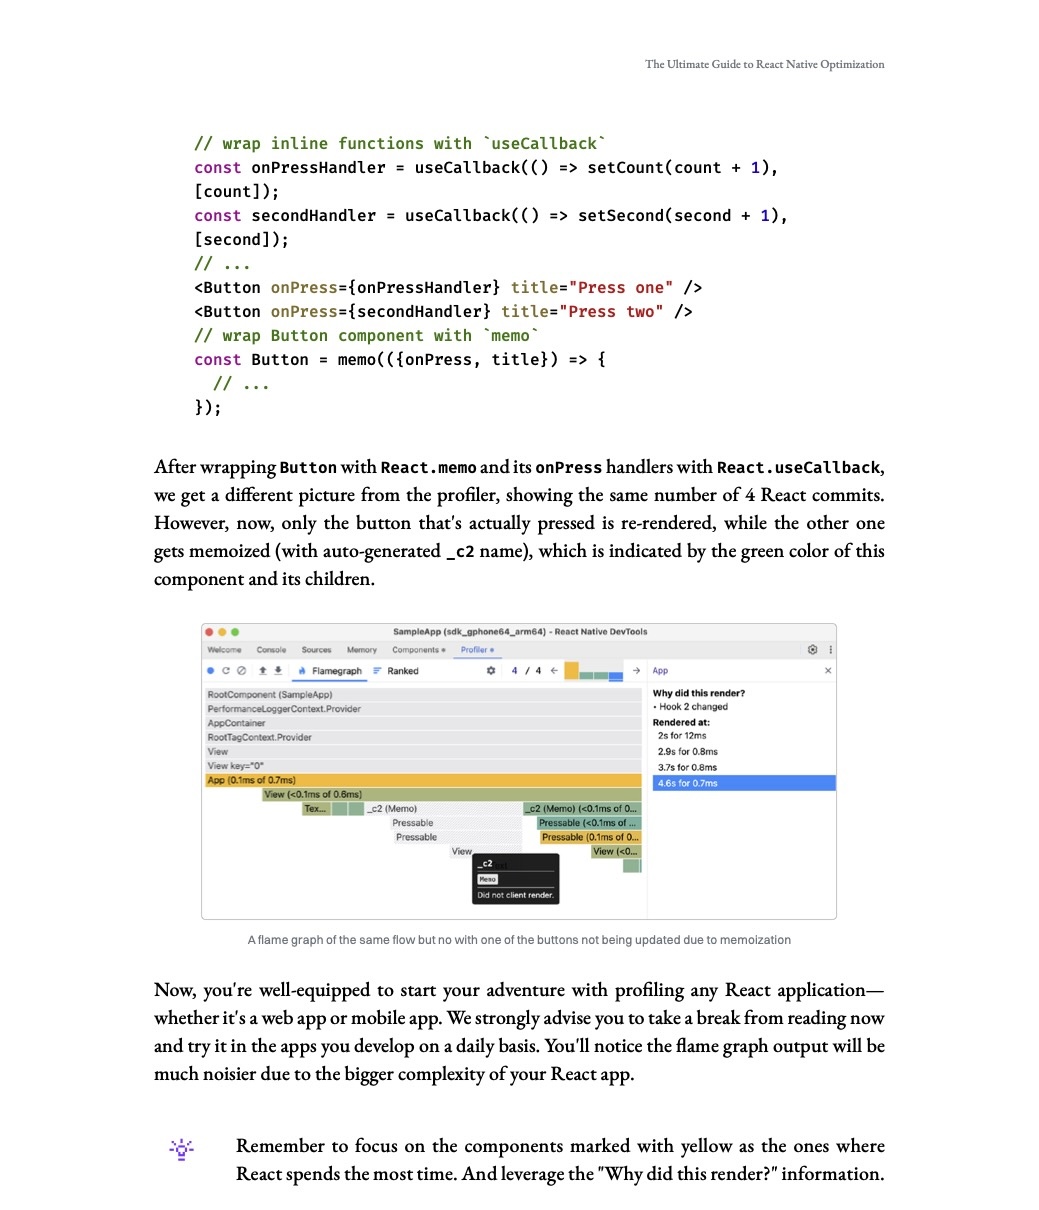 The Ultimate Guide to React Native Optimization
// wrap inline functions with `useCallback`
const onPressHandler = useCallback(() => setCount(count + 1),
[count]);
const secondHandler = useCallback(() => setSecond(second + 1),
[second]);
// ...
<Button onPress={onPressHandler} title="Press one" />
<Button onPress={secondHandler} title="Press two" />
// wrap Button component with `memo`
const Button = memo(({onPress, title}) => {
// ...
});
After wrapping Button with React.memo and its onPress handlers with React.useCallback,
we get a different picture from the profiler, showing the same number of 4 React commits.
However, now, only the button that's actually pressed is re-rendered, while the other one
gets memoized (with auto-generated _c2 name), which is indicated by the green color of this
component and its children.
SampleApp (sdk_gphone64_arm64) - React Native DevTools
Welcome Console Sources Memory Components Profiler
Flamegraph Ranked 4 / 4 App
RootComponent (SampleApp)
PerformanceLoggerContext.Provider
AppContainer
RootTagContext.Provider
View
View key="0"
App (0.1ms of 0.7ms)
View (<0.1ms of 0.6ms)
Tex... _c2 (Memo) _c2 (Memo) (<0.1ms of 0...
Pressable Pressable (<0.1ms of ...
Pressable Pressable (0.1ms of 0...
View View (<0...
_c2
Memo
Did not client render.
Why did this render?
• Hook 2 changed
Rendered at:
2s for 12ms
2.9s for 0.8ms
3.7s for 0.8ms
4.6s for 0.7ms
A flame graph of the same flow but no with one of the buttons not being updated due to memoization
Now, you're well-equipped to start your adventure with profiling any React application—
whether it's a web app or mobile app. We strongly advise you to take a break from reading now
and try it in the apps you develop on a daily basis. You'll notice the flame graph output will be
much noisier due to the bigger complexity of your React app.
Remember to focus on the components marked with yellow as the ones where
React spends the most time. And leverage the "Why did this render?" information.